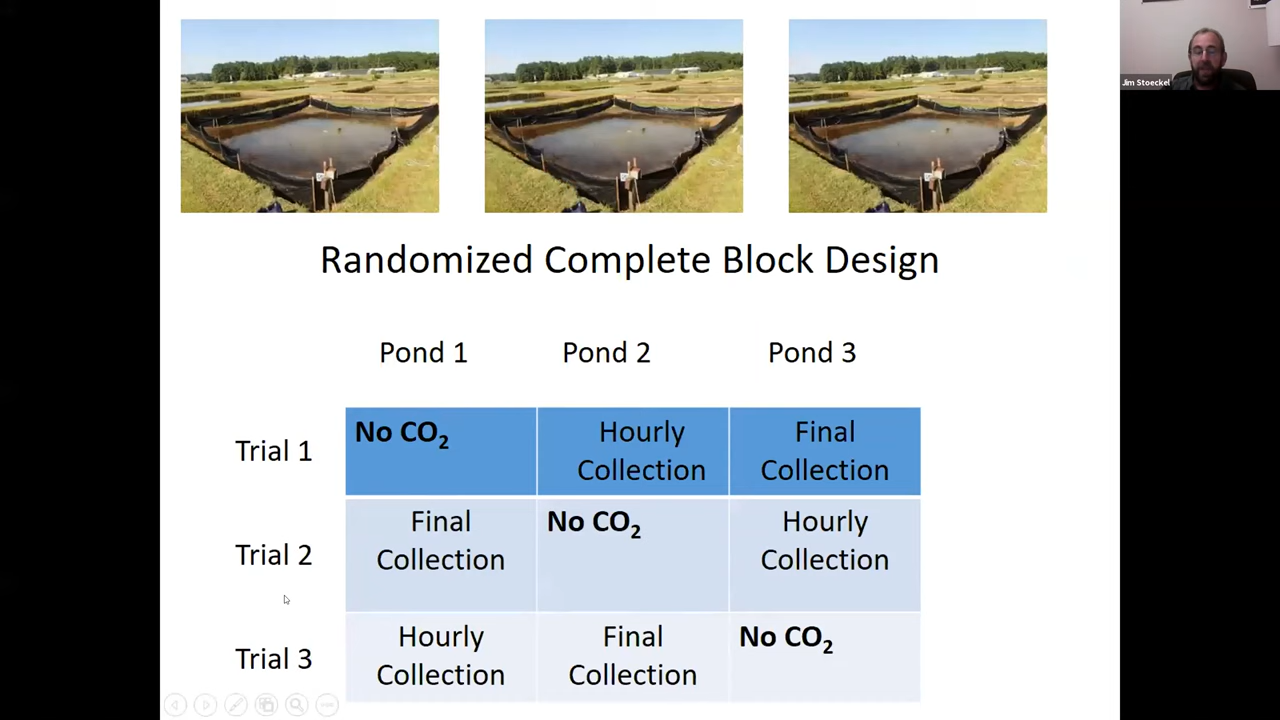 Jim Stoeckel
Randomized Complete Block Design
Pond 1 Pond 2 Pond 3
Trial 1
No CO₂
Hourly
Collection
Final
Collection
Trial 2
Final
Collection
No CO₂
Hourly
Collection
Trial 3
Hourly
Collection
Final
Collection
No CO₂